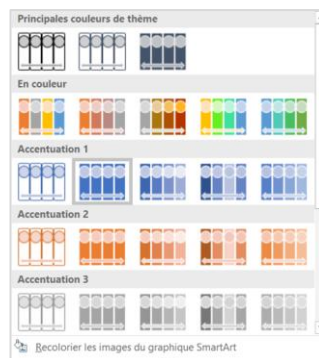 Principales couleurs de thème
En couleur
Accentuation 1
Accentuation 2
Accentuation 3
Recolorier les images du graphique SmartArt